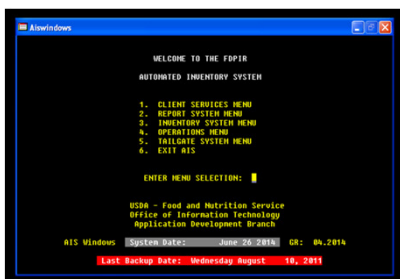 Aiswindows
WELCOME TO THE FDPIR
AUTOMATED INVENTORY SYSTEM
1. CLIENT SERVICES MENU
2. REPORT SYSTEM MENU
3. INVENTORY SYSTEM MENU
4. OPERATIONS MENU
5. TAILGATE SYSTEM MENU
6. EXIT AIS
ENTER MENU SELECTION:
USDA - Food and Nutrition Service
Office of Information Technology
Application Development Branch
AIS Windows System Date: June 26 2014 GR: 04.2014
Last Backup Date: Wednesday August 10, 2011